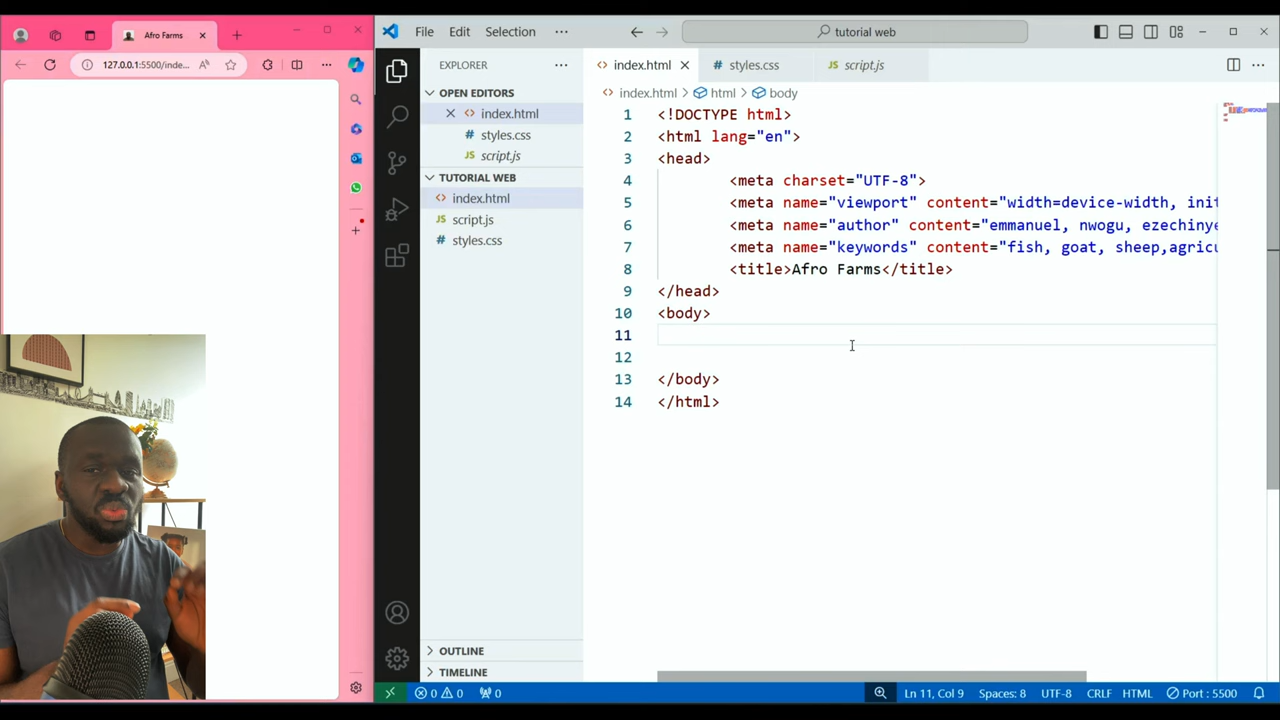 Afro Farms
127.0.0.1:5500/inde...
File Edit Selection ...
tutorial web
EXPLORER
OPEN EDITORS
index.html
styles.css
script.js
TUTORIAL WEB
index.html
script.js
styles.css
OUTLINE
TIMELINE
index.html
styles.css
script.js
index.html > html > body
1 <!DOCTYPE html>
2 <html lang="en">
3 <head>
4 <meta charset="UTF-8">
5 <meta name="viewport" content="width=device-width, init
6 <meta name="author" content="emmanuel, nwogu, ezechinye
7 <meta name="keywords" content="fish, goat, sheep,agricu
8 <title>Afro Farms</title>
9 </head>
10 <body>
11
12
13 </body>
14 </html>
0 0 0 Ln 11, Col 9 Spaces: 8 UTF-8 CRLF HTML Port : 5500